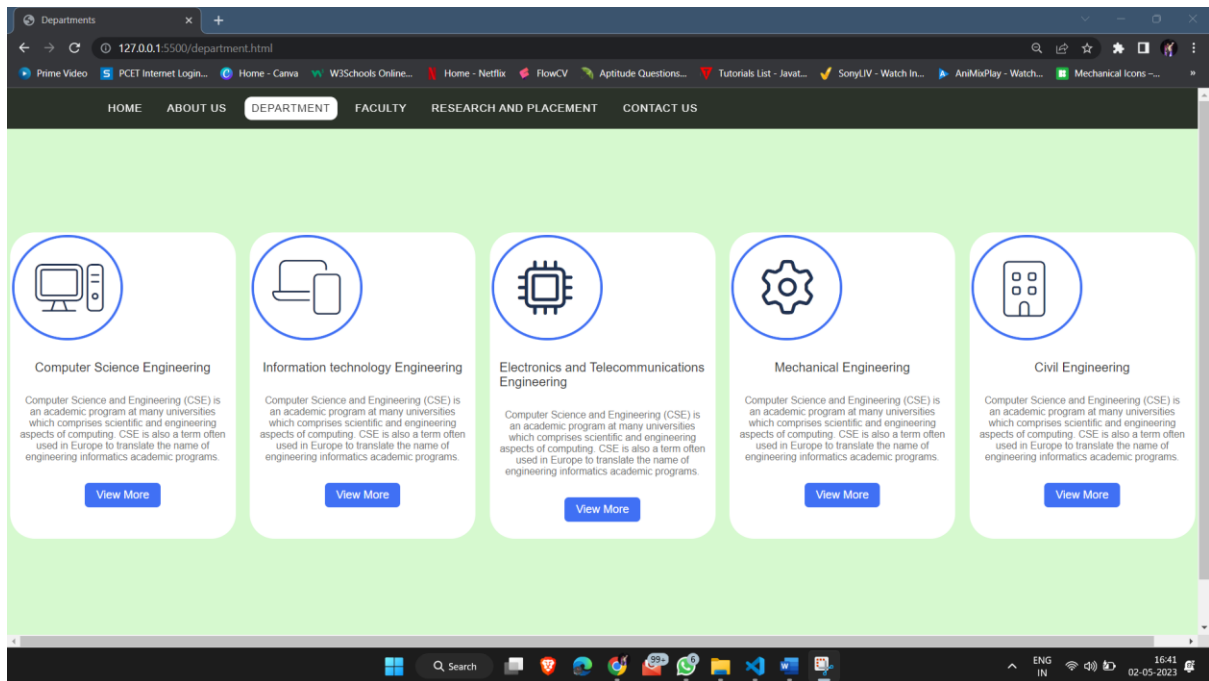 Departments
127.0.0.1:5500/department.html
Prime Video PCET Internet Login... Home - Canva W3Schools Online... Home - Netflix FlowCV Aptitude Questions... Tutorials List - Javat... SonyLIV - Watch In... AniMixPlay - Watch... Mechanical Icons –... »
HOME ABOUT US DEPARTMENT FACULTY RESEARCH AND PLACEMENT CONTACT US
Computer Science Engineering
Computer Science and Engineering (CSE) is
an academic program at many universities
which comprises scientific and engineering
aspects of computing. CSE is also a term often
used in Europe to translate the name of
engineering informatics academic programs.
View More
Information technology Engineering
Computer Science and Engineering (CSE) is
an academic program at many universities
which comprises scientific and engineering
aspects of computing. CSE is also a term often
used in Europe to translate the name of
engineering informatics academic programs.
View More
Electronics and Telecommunications
Engineering
Computer Science and Engineering (CSE) is
an academic program at many universities
which comprises scientific and engineering
aspects of computing. CSE is also a term often
used in Europe to translate the name of
engineering informatics academic programs.
View More
Mechanical Engineering
Computer Science and Engineering (CSE) is
an academic program at many universities
which comprises scientific and engineering
aspects of computing. CSE is also a term often
used in Europe to translate the name of
engineering informatics academic programs.
View More
Civil Engineering
Computer Science and Engineering (CSE) is
an academic program at many universities
which comprises scientific and engineering
aspects of computing. CSE is also a term often
used in Europe to translate the name of
engineering informatics academic programs.
View More
Search
99+
6
ENG
IN
16:41
02-05-2023